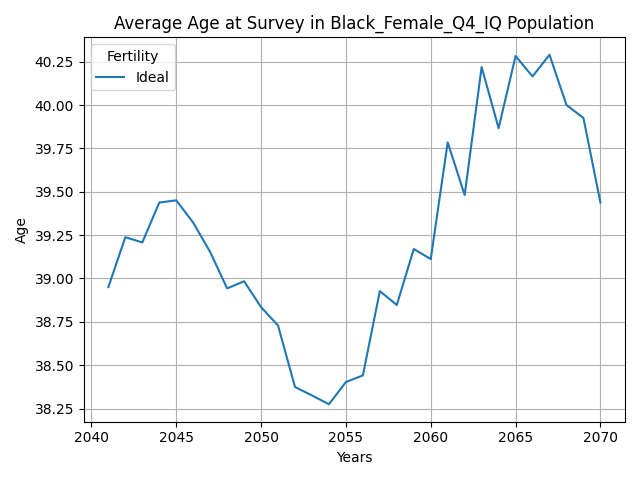 Average Age at Survey in Black_Female_Q4_IQ Population
Fertility
Ideal
40.25
40.00
39.75
39.50
39.25
39.00
38.75
38.50
38.25
Age
2040 2045 2050 2055 2060 2065 2070
Years